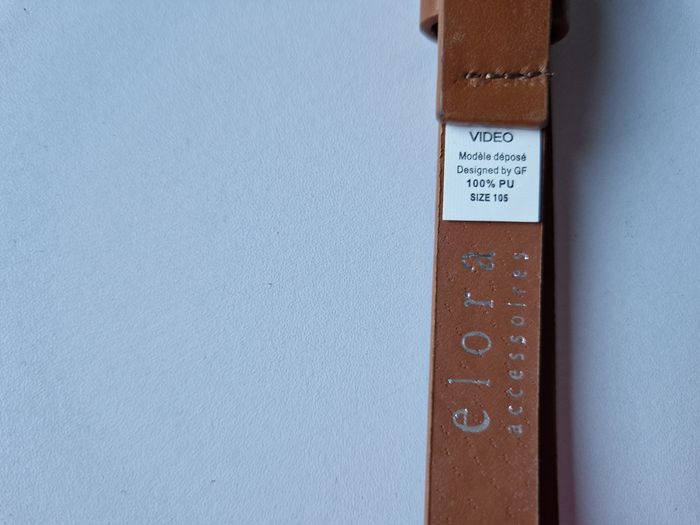 VIDEO
Modèle déposé
Designed by GF
100% PU
SIZE 105
elora
accessoires